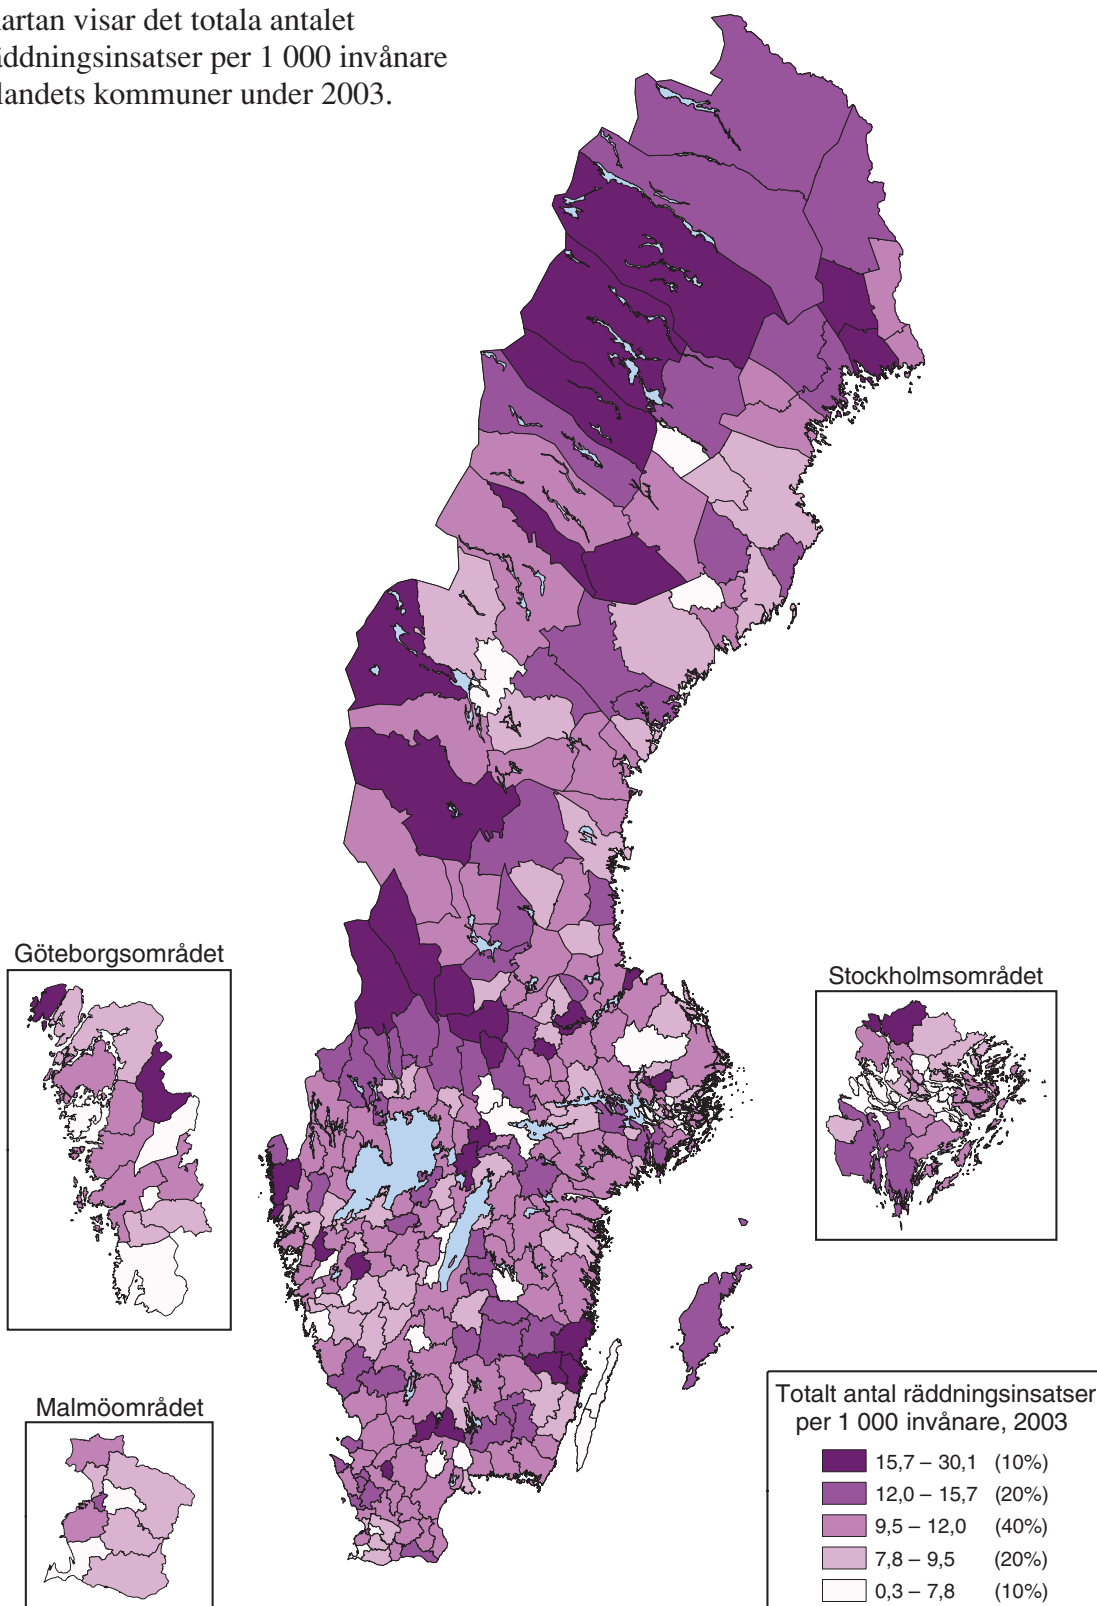 artan visar det totala antalet
äddningsinsatser per 1 000 invånare
landets kommuner under 2003.
Göteborgsområdet
Stockholmsområdet
Malmöområdet
Totalt antal räddningsinsatser
per 1 000 invånare, 2003
15,7 – 30,1 (10%)
12,0 – 15,7 (20%)
9,5 – 12,0 (40%)
7,8 – 9,5 (20%)
0,3 – 7,8 (10%)